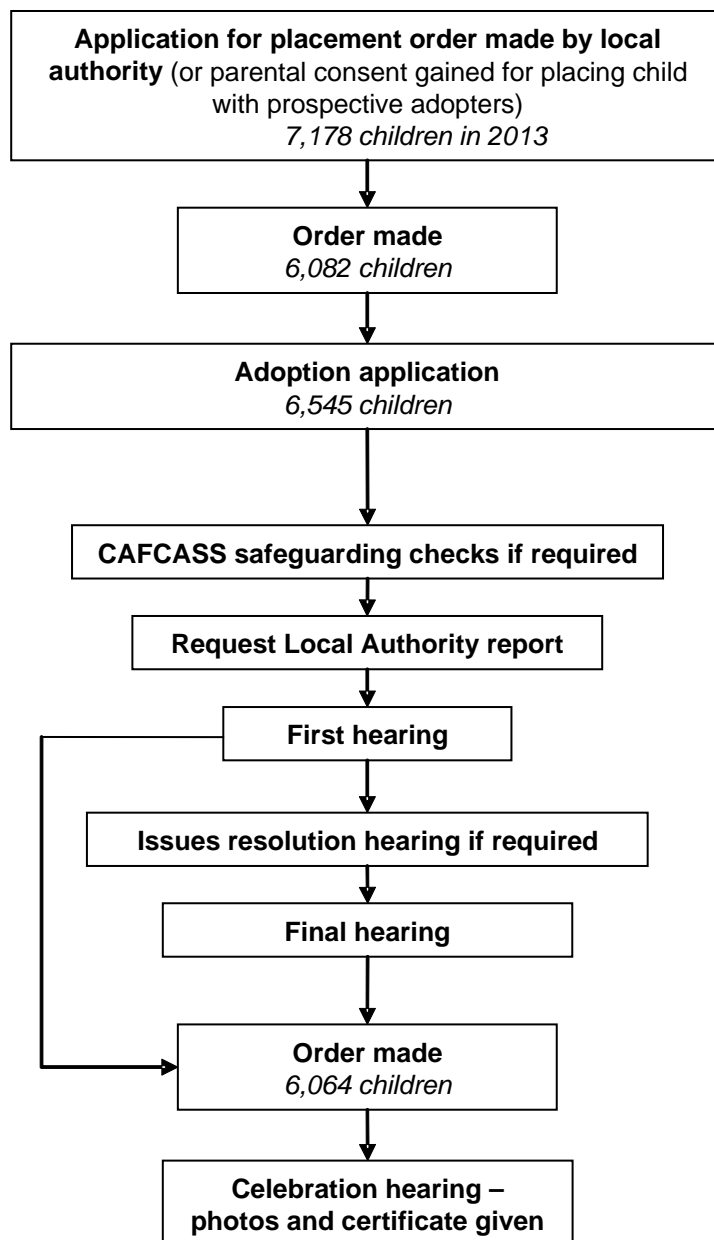 Application for placement order made by local
authority (or parental consent gained for placing child
with prospective adopters)
7,178 children in 2013
Order made
6,082 children
Adoption application
6,545 children
CAFCASS safeguarding checks if required
Request Local Authority report
First hearing
Issues resolution hearing if required
Final hearing
Order made
6,064 children
Celebration hearing –
photos and certificate given